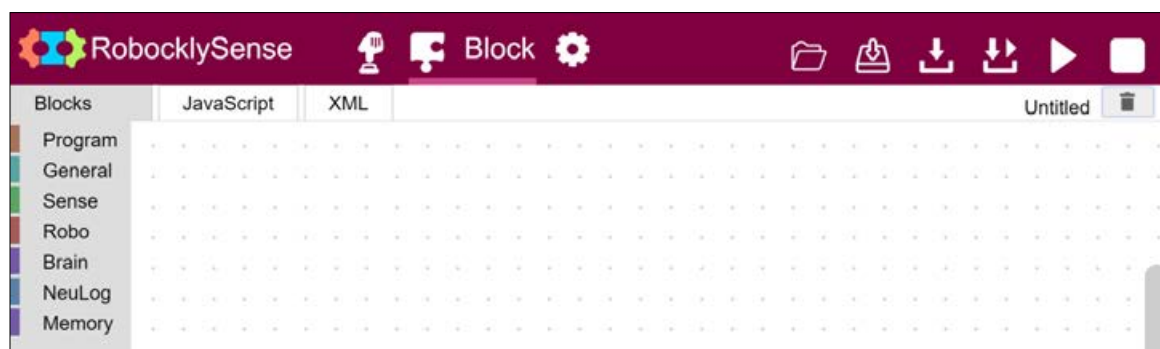 RobocklySense Block
Blocks JavaScript XML Untitled
Program
General
Sense
Robo
Brain
NeuLog
Memory